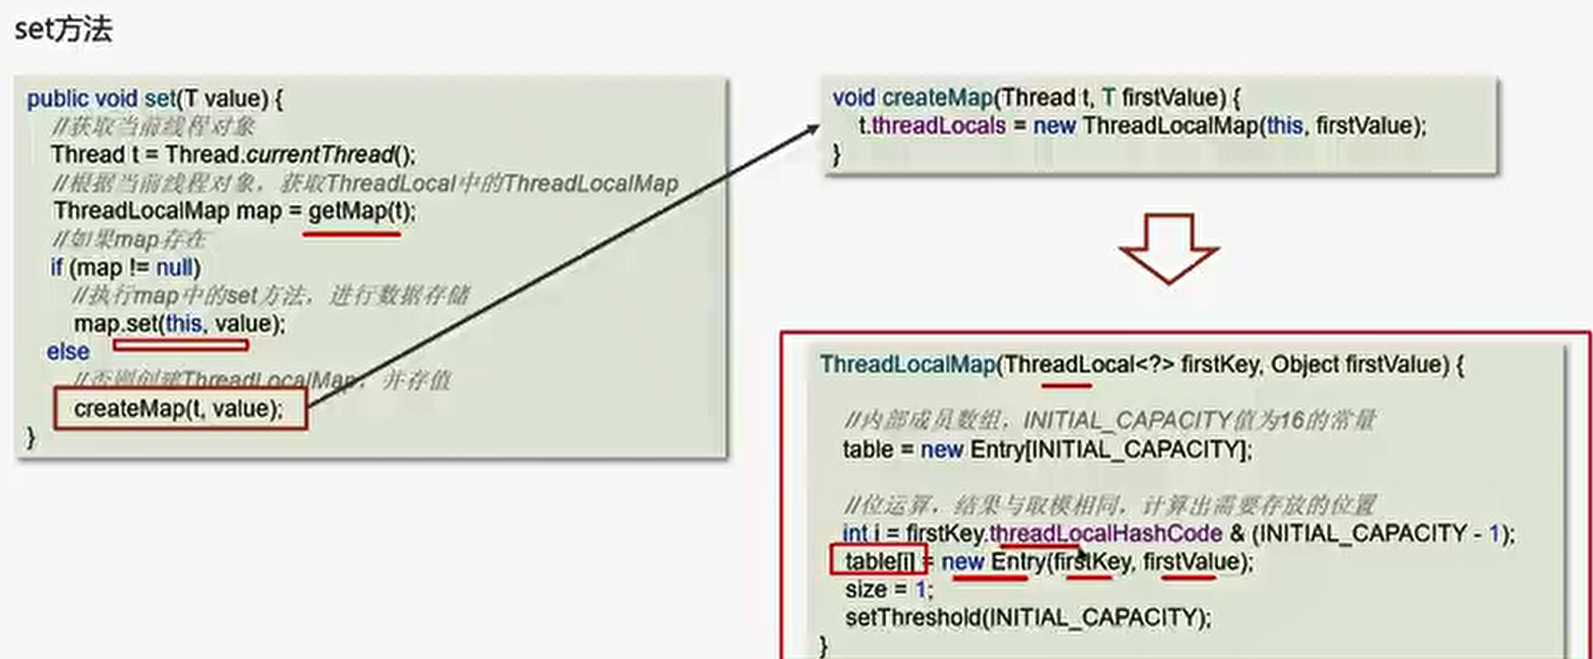 set方法
public void set(T value) {
//获取当前线程对象
Thread t = Thread.currentThread();
//根据当前线程对象，获取ThreadLocal中的ThreadLocalMap
ThreadLocalMap map = getMap(t);
//如果map存在
if (map != null)
//执行map中的set方法，进行数据存储
map.set(this, value);
else
//否则创建ThreadLocalMap，并存值
createMap(t, value);
}
void createMap(Thread t, T firstValue) {
t.threadLocals = new ThreadLocalMap(this, firstValue);
}
ThreadLocalMap(ThreadLocal<?> firstKey, Object firstValue) {
//内部成员数组，INITIAL_CAPACITY值为16的常量
table = new Entry[INITIAL_CAPACITY];
//位运算，结果与取模相同，计算出需要存放的位置
int i = firstKey.threadLocalHashCode & (INITIAL_CAPACITY - 1);
table[i] = new Entry(firstKey, firstValue);
size = 1;
setThreshold(INITIAL_CAPACITY);
}